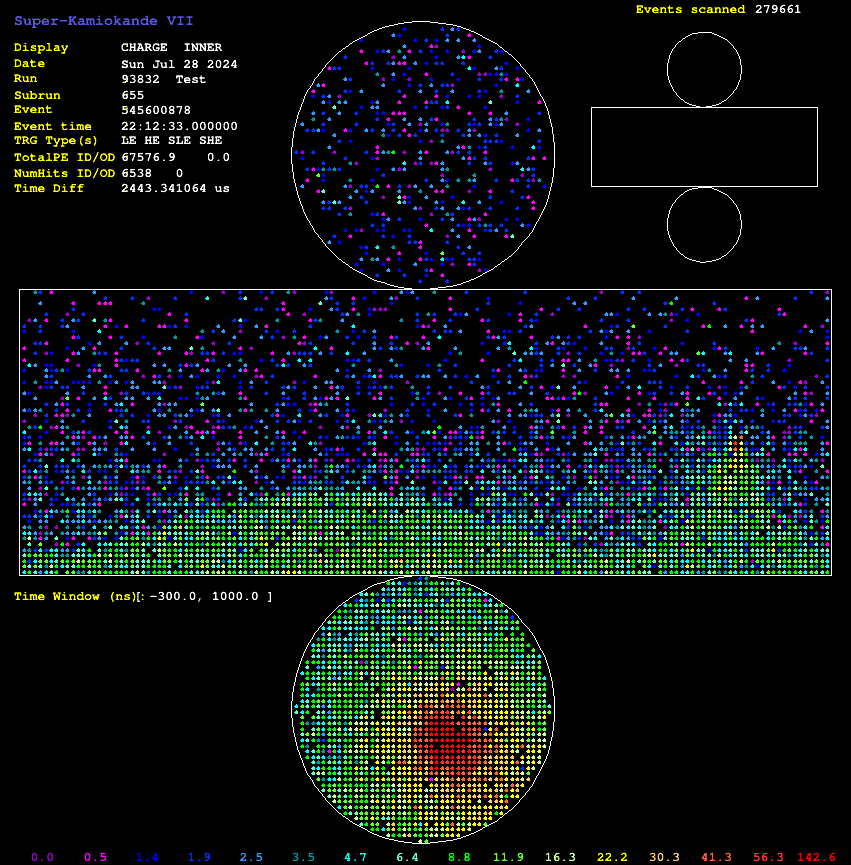 Super-Kamiokande VII
Events scanned 279661
Display CHARGE INNER
Date Sun Jul 28 2024
Run 93832 Test
Subrun 655
Event 545600878
Event time 22:12:33.000000
TRG Type(s) LE HE SLE SHE
TotalPE ID/OD 67576.9 0.0
NumHits ID/OD 6538 0
Time Diff 2443.341064 us
Time Window (ns)[: −300.0, 1000.0 ]
0.0 0.5 1.4 1.9 2.5 3.5 4.7 6.4 8.8 11.9 16.3 22.2 30.3 41.3 56.3 142.6